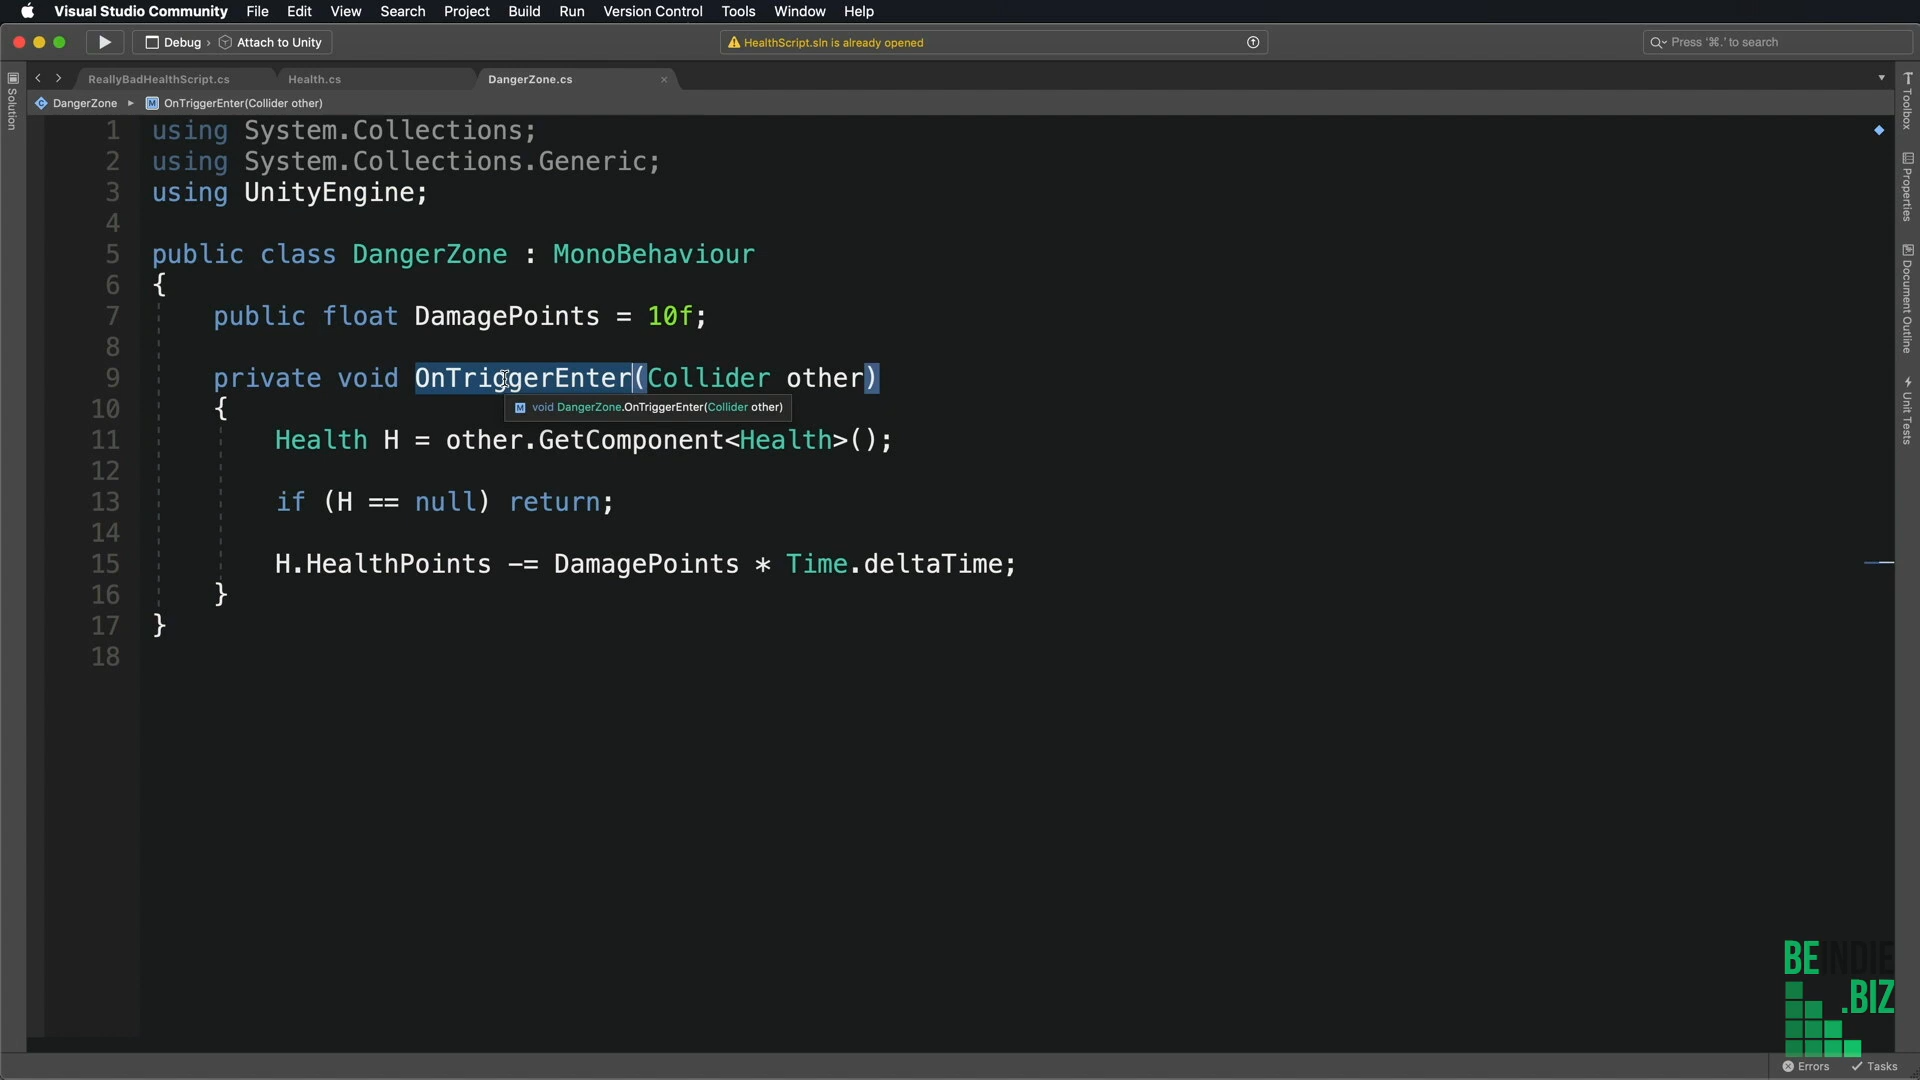 Visual Studio Community File Edit View Search Project Build Run Version Control Tools Window Help
Debug › Attach to Unity
HealthScript.sln is already opened
Press '⌘.' to search
ReallyBadHealthScript.cs
Health.cs
DangerZone.cs
DangerZone ▸ OnTriggerEnter(Collider other)
Solution
Toolbox
Properties
Document Outline
Unit Tests
1 using System.Collections;
2 using System.Collections.Generic;
3 using UnityEngine;
4
5 public class DangerZone : MonoBehaviour
6 {
7 public float DamagePoints = 10f;
8
9 private void OnTriggerEnter(Collider other)
10 {
void DangerZone.OnTriggerEnter(Collider other)
11 Health H = other.GetComponent<Health>();
12
13 if (H == null) return;
14
15 H.HealthPoints -= DamagePoints * Time.deltaTime;
16 }
17 }
18
BEINDIE
.BIZ
Errors Tasks